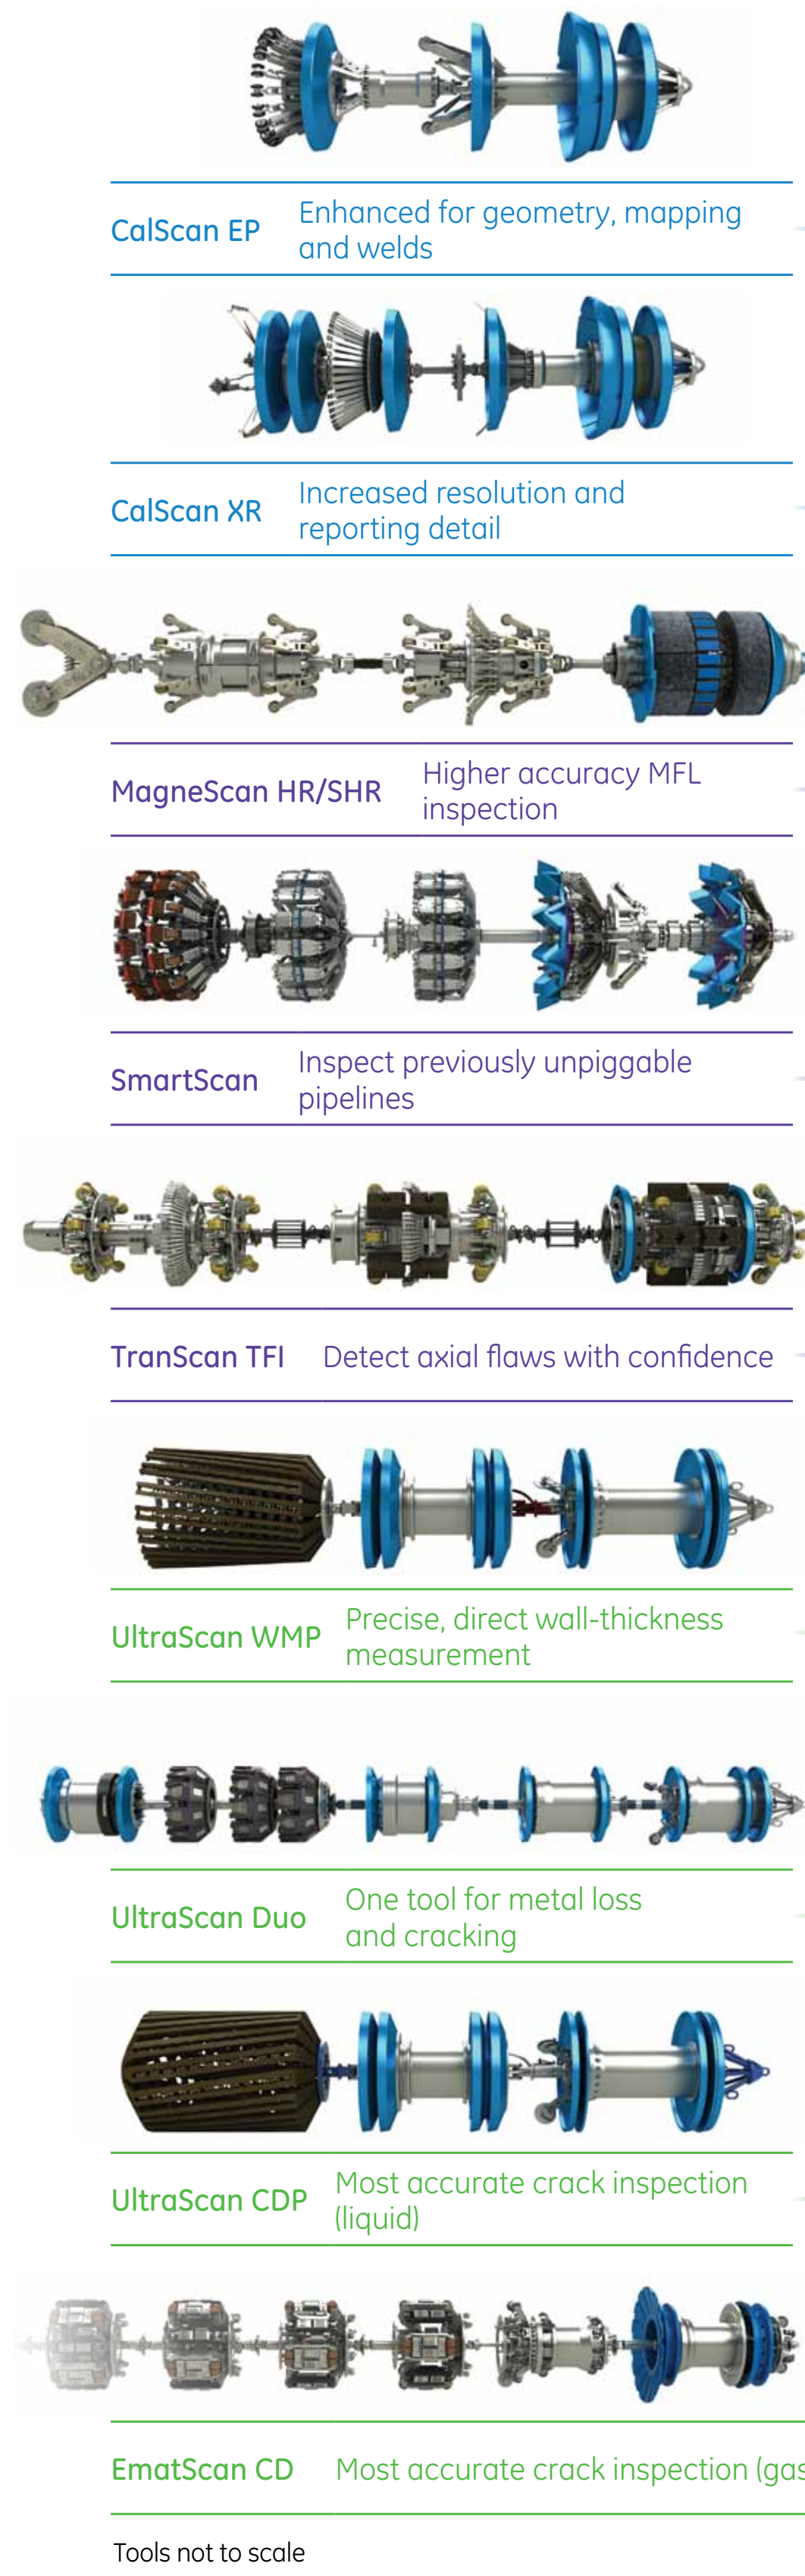 CalScan EP
Enhanced for geometry, mapping
and welds
CalScan XR
Increased resolution and
reporting detail
MagneScan HR/SHR
Higher accuracy MFL
inspection
SmartScan
Inspect previously unpiggable
pipelines
TranScan TFI
Detect axial flaws with confidence
UltraScan WMP
Precise, direct wall-thickness
measurement
UltraScan Duo
One tool for metal loss
and cracking
UltraScan CDP
Most accurate crack inspection
(liquid)
EmatScan CD
Most accurate crack inspection (gas
Tools not to scale